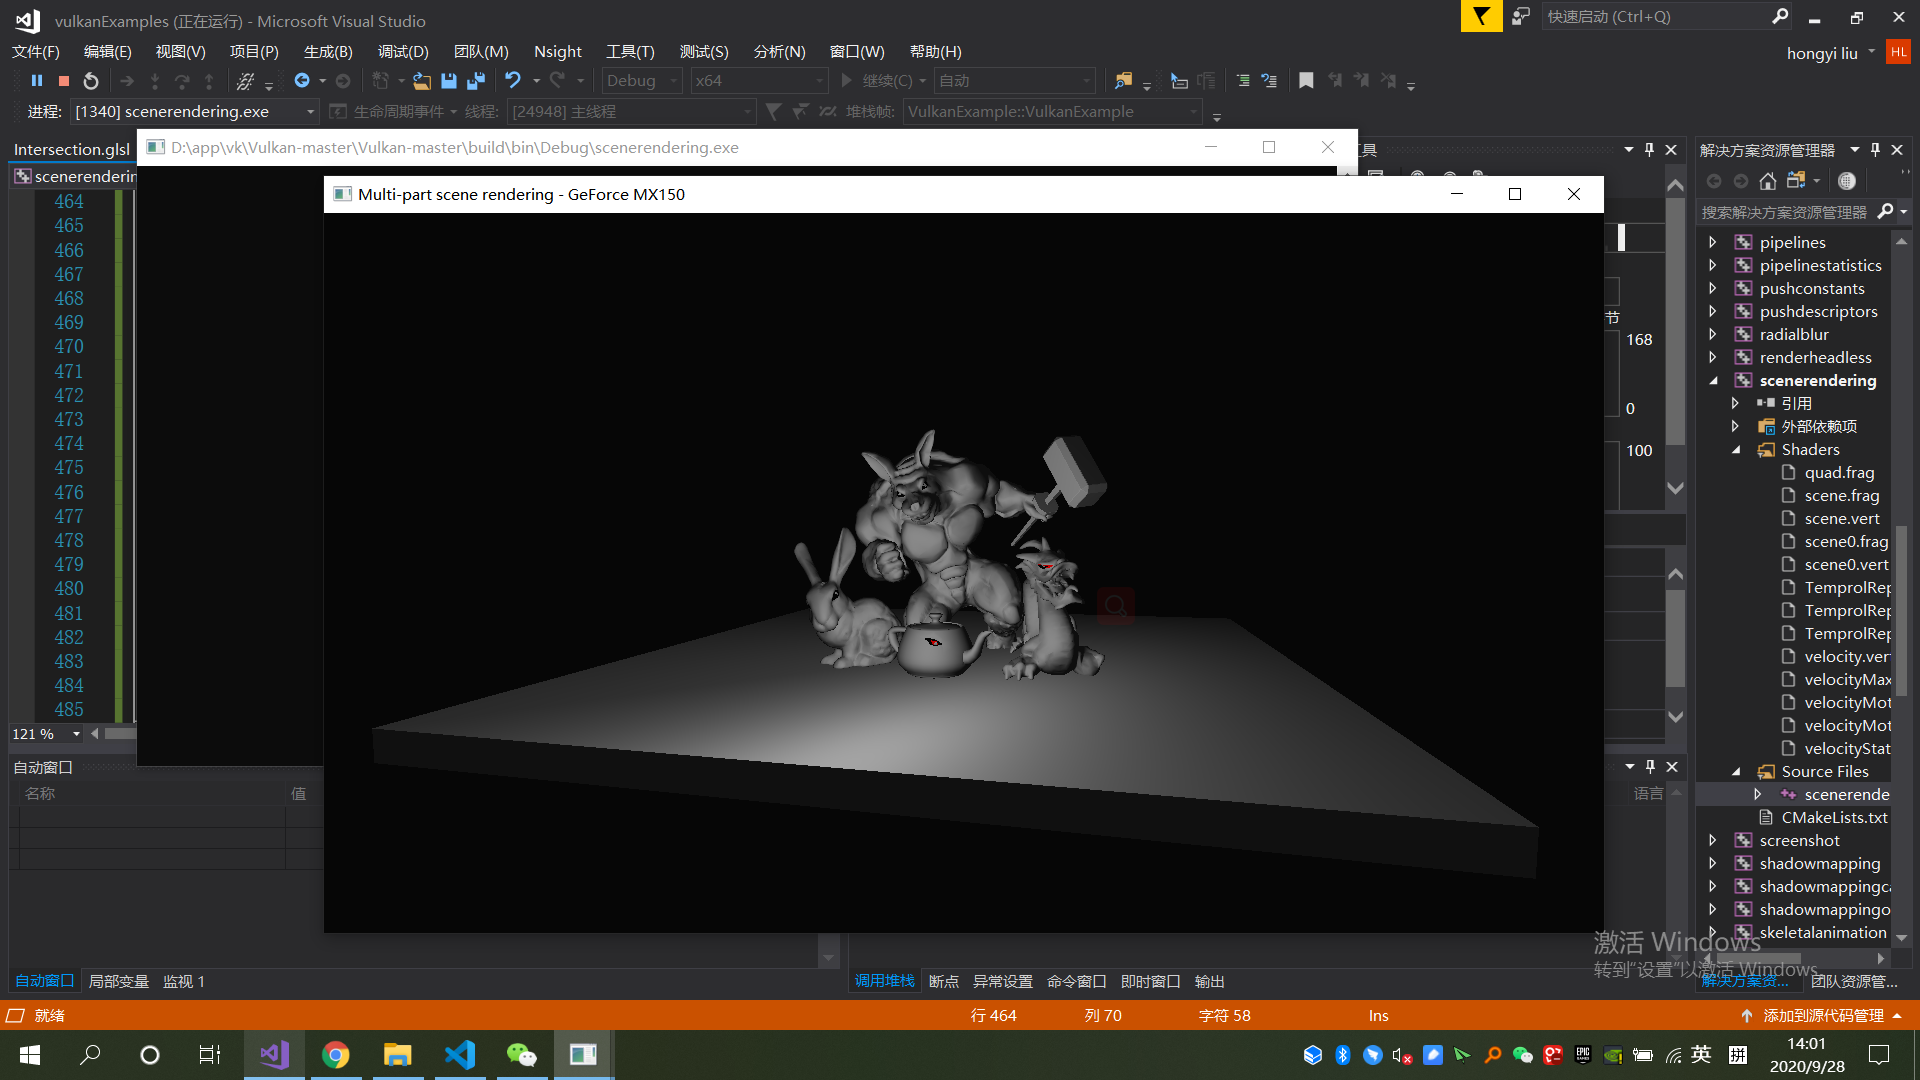 vulkanExamples (正在运行) - Microsoft Visual Studio
快速启动 (Ctrl+Q)
文件(F) 编辑(E) 视图(V) 项目(P) 生成(B) 调试(D) 团队(M) Nsight 工具(T) 测试(S) 分析(N) 窗口(W) 帮助(H)
hongyi liu HL
Debug x64 继续(C) 自动
进程: [1340] scenerendering.exe 生命周期事件 线程: [24948] 主线程 堆栈帧: VulkanExample::VulkanExample
Intersection.glsl
D:\app\vk\Vulkan-master\Vulkan-master\build\bin\Debug\scenerendering.exe
解决方案资源管理器
scenerenderin
Multi-part scene rendering - GeForce MX150
搜索解决方案资源管理器
464
465
466
467
468
469
470
471
472
473
474
475
476
477
478
479
480
481
482
483
484
485
121 %
节
168
0
100
pipelines
pipelinestatistics
pushconstants
pushdescriptors
radialblur
renderheadless
scenerendering
引用
外部依赖项
Shaders
quad.frag
scene.frag
scene.vert
scene0.frag
scene0.vert
TemprolRep
TemprolRep
TemprolRep
velocity.ver
velocityMax
velocityMot
velocityMot
velocityStat
Source Files
scenerende
CMakeLists.txt
screenshot
shadowmapping
shadowmappingca
shadowmappingo
skeletalanimation
自动窗口
名称 值
语言
激活 Windows
转到"设置"以激活 Windows
自动窗口 局部变量 监视 1
调用堆栈 断点 异常设置 命令窗口 即时窗口 输出
解决方案资... 团队资源管...
就绪 行 464 列 70 字符 58 Ins 添加到源代码管理
英 拼
14:01
2020/9/28